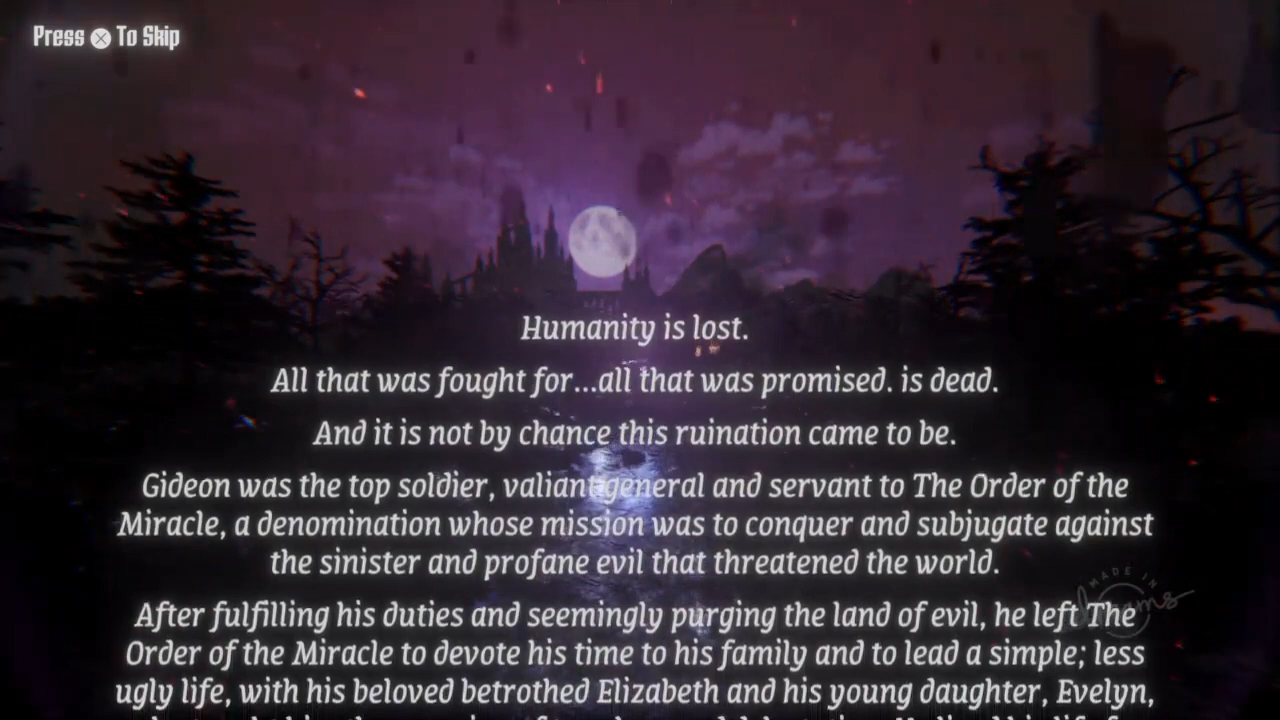 Press ⓧ To Skip
Humanity is lost.
All that was fought for...all that was promised. is dead.
And it is not by chance this ruination came to be.
Gideon was the top soldier, valiant general and servant to The Order of the
Miracle, a denomination whose mission was to conquer and subjugate against
the sinister and profane evil that threatened the world.
After fulfilling his duties and seemingly purging the land of evil, he left The
Order of the Miracle to devote his time to his family and to lead a simple; less
ugly life, with his beloved betrothed Elizabeth and his young daughter, Evelyn,
MADE IN
dreams